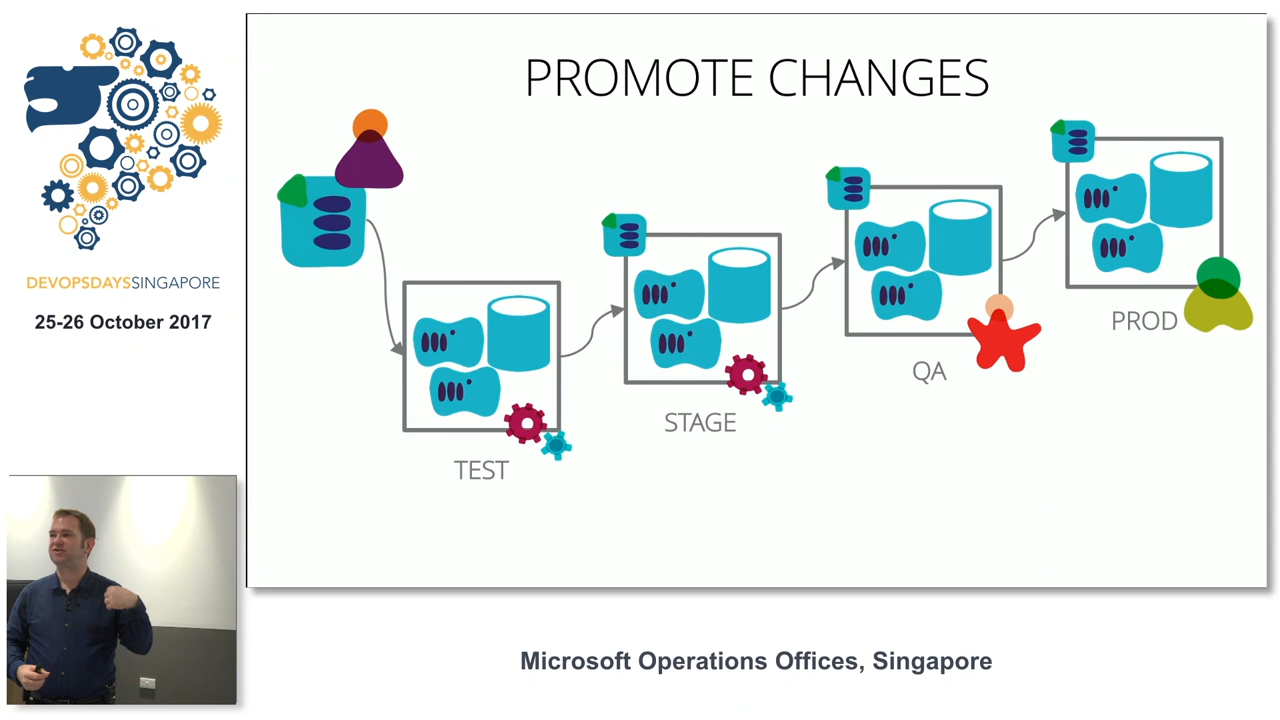 DEVOPSDAYSSINGAPORE
25-26 October 2017
PROMOTE CHANGES
TEST
STAGE
QA
PROD
Microsoft Operations Offices, Singapore